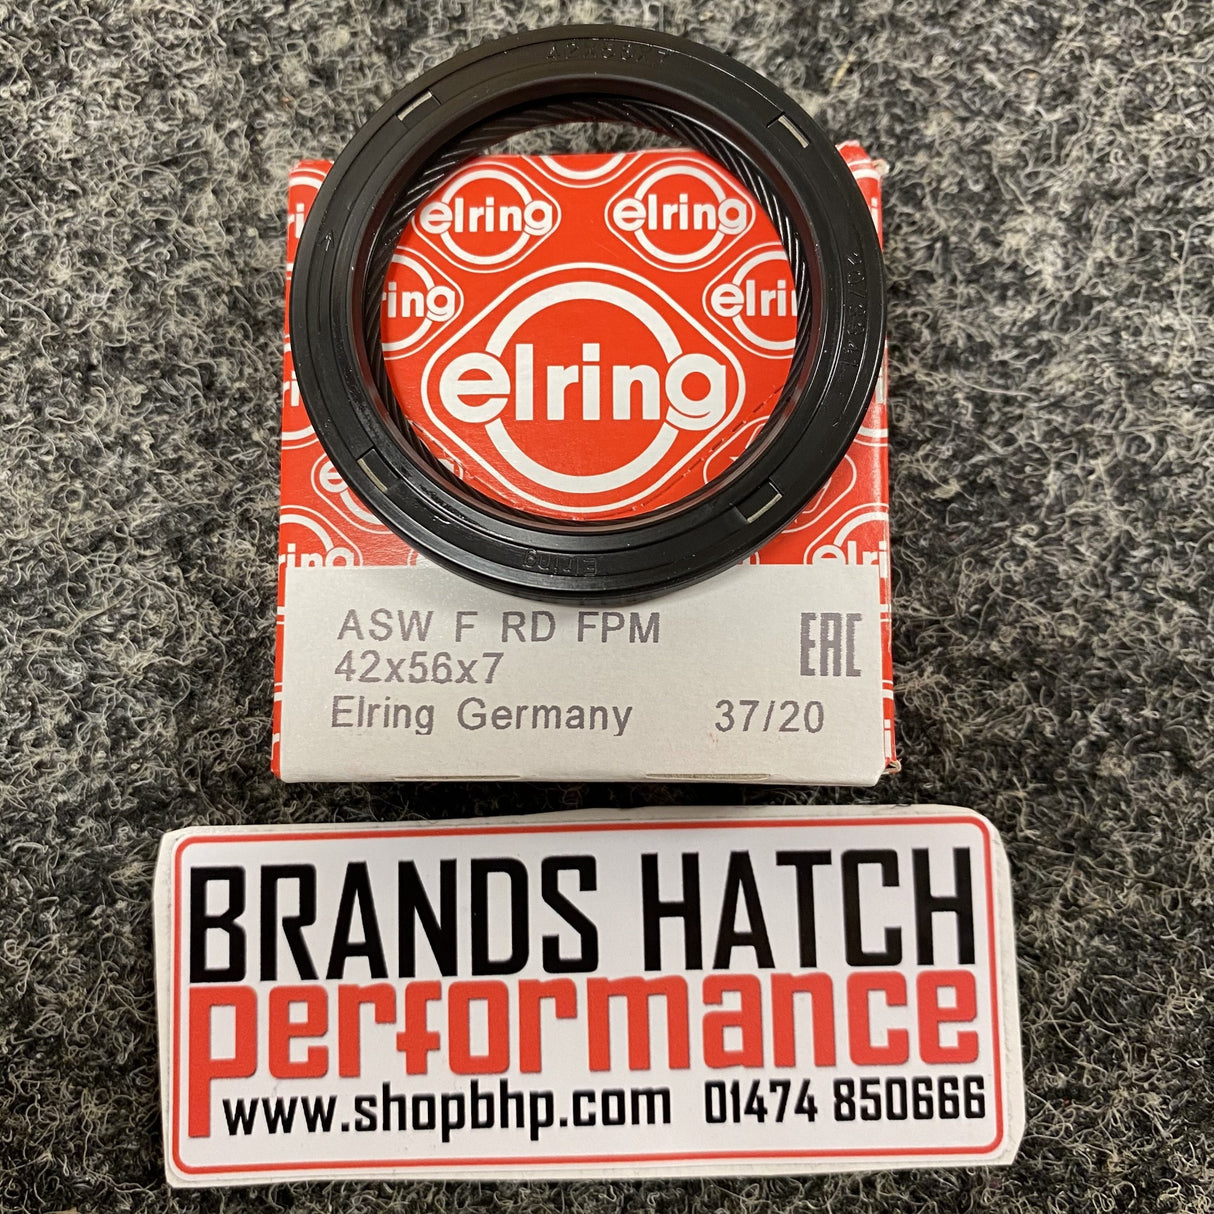 42x56x7
elring elring
elring
elring
elring
ASW F RD FPM
42x56x7
EAC
Elring Germany 37/20
BRANDS HATCH
performance
www.shopbhp.com 01474 850666